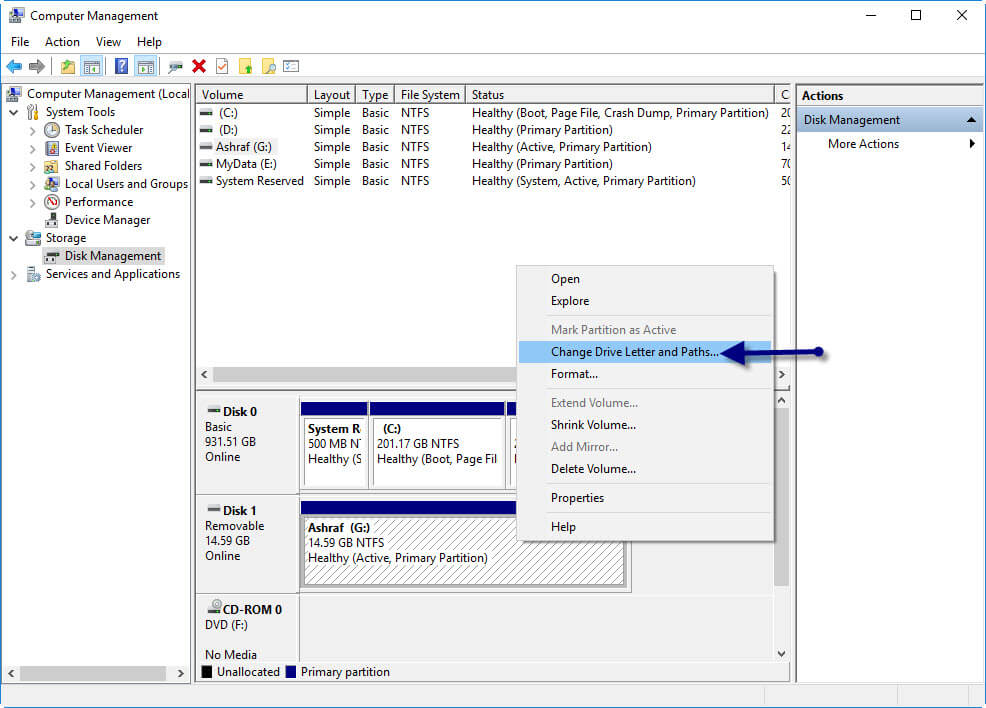 Computer Management
File Action View Help
Computer Management (Local
System Tools
Task Scheduler
Event Viewer
Shared Folders
Local Users and Groups
Performance
Device Manager
Storage
Disk Management
Services and Applications
Volume Layout Type File System Status C
(C:) Simple Basic NTFS Healthy (Boot, Page File, Crash Dump, Primary Partition) 20
(D:) Simple Basic NTFS Healthy (Primary Partition) 22
Ashraf (G:) Simple Basic NTFS Healthy (Active, Primary Partition) 14
MyData (E:) Simple Basic NTFS Healthy (Primary Partition) 70
System Reserved Simple Basic NTFS Healthy (System, Active, Primary Partition) 50
Open
Explore
Mark Partition as Active
Change Drive Letter and Paths...
Format...
Extend Volume...
Shrink Volume...
Add Mirror...
Delete Volume...
Properties
Help
Disk 0
Basic
931.51 GB
Online
System R
500 MB NT
Healthy (S
(C:)
201.17 GB NTFS
Healthy (Boot, Page Fil
Disk 1
Removable
14.59 GB
Online
Ashraf (G:)
14.59 GB NTFS
Healthy (Active, Primary Partition)
CD-ROM 0
DVD (F:)
No Media
Unallocated Primary partition
Actions
Disk Management
More Actions